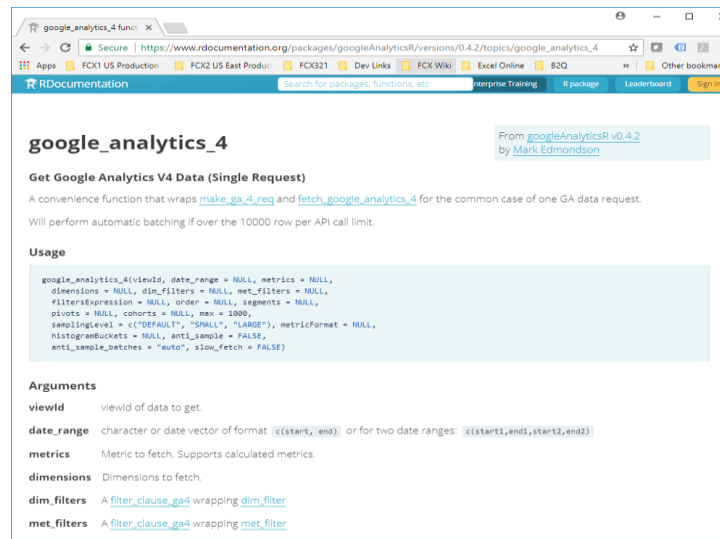 google_analytics_4 funct
Secure | https://www.rdocumentation.org/packages/googleAnalyticsR/versions/0.4.2/topics/google_analytics_4
Apps FCX1 US Production FCX2 US East Produc FCX321 Dev Links FCX Wiki Excel Online B2Q » Other bookmar
RDocumentation Search for packages, functions, etc nterprise Training R package Leaderboard Sign in
google_analytics_4
From googleAnalyticsR v0.4.2
by Mark Edmondson
Get Google Analytics V4 Data (Single Request)
A convenience function that wraps make_ga_4_req and fetch_google_analytics_4 for the common case of one GA data request.
Will perform automatic batching if over the 10000 row per API call limit.
Usage
google_analytics_4(viewId, date_range = NULL, metrics = NULL,
dimensions = NULL, dim_filters = NULL, met_filters = NULL,
filtersExpression = NULL, order = NULL, segments = NULL,
pivots = NULL, cohorts = NULL, max = 1000,
samplingLevel = c("DEFAULT", "SMALL", "LARGE"), metricFormat = NULL,
histogramBuckets = NULL, anti_sample = FALSE,
anti_sample_batches = "auto", slow_fetch = FALSE)
Arguments
viewId viewId of data to get.
date_range character or date vector of format c(start, end) or for two date ranges: c(start1,end1,start2,end2)
metrics Metric to fetch. Supports calculated metrics.
dimensions Dimensions to fetch.
dim_filters A filter_clause_ga4 wrapping dim_filter
met_filters A filter_clause_ga4 wrapping met_filter